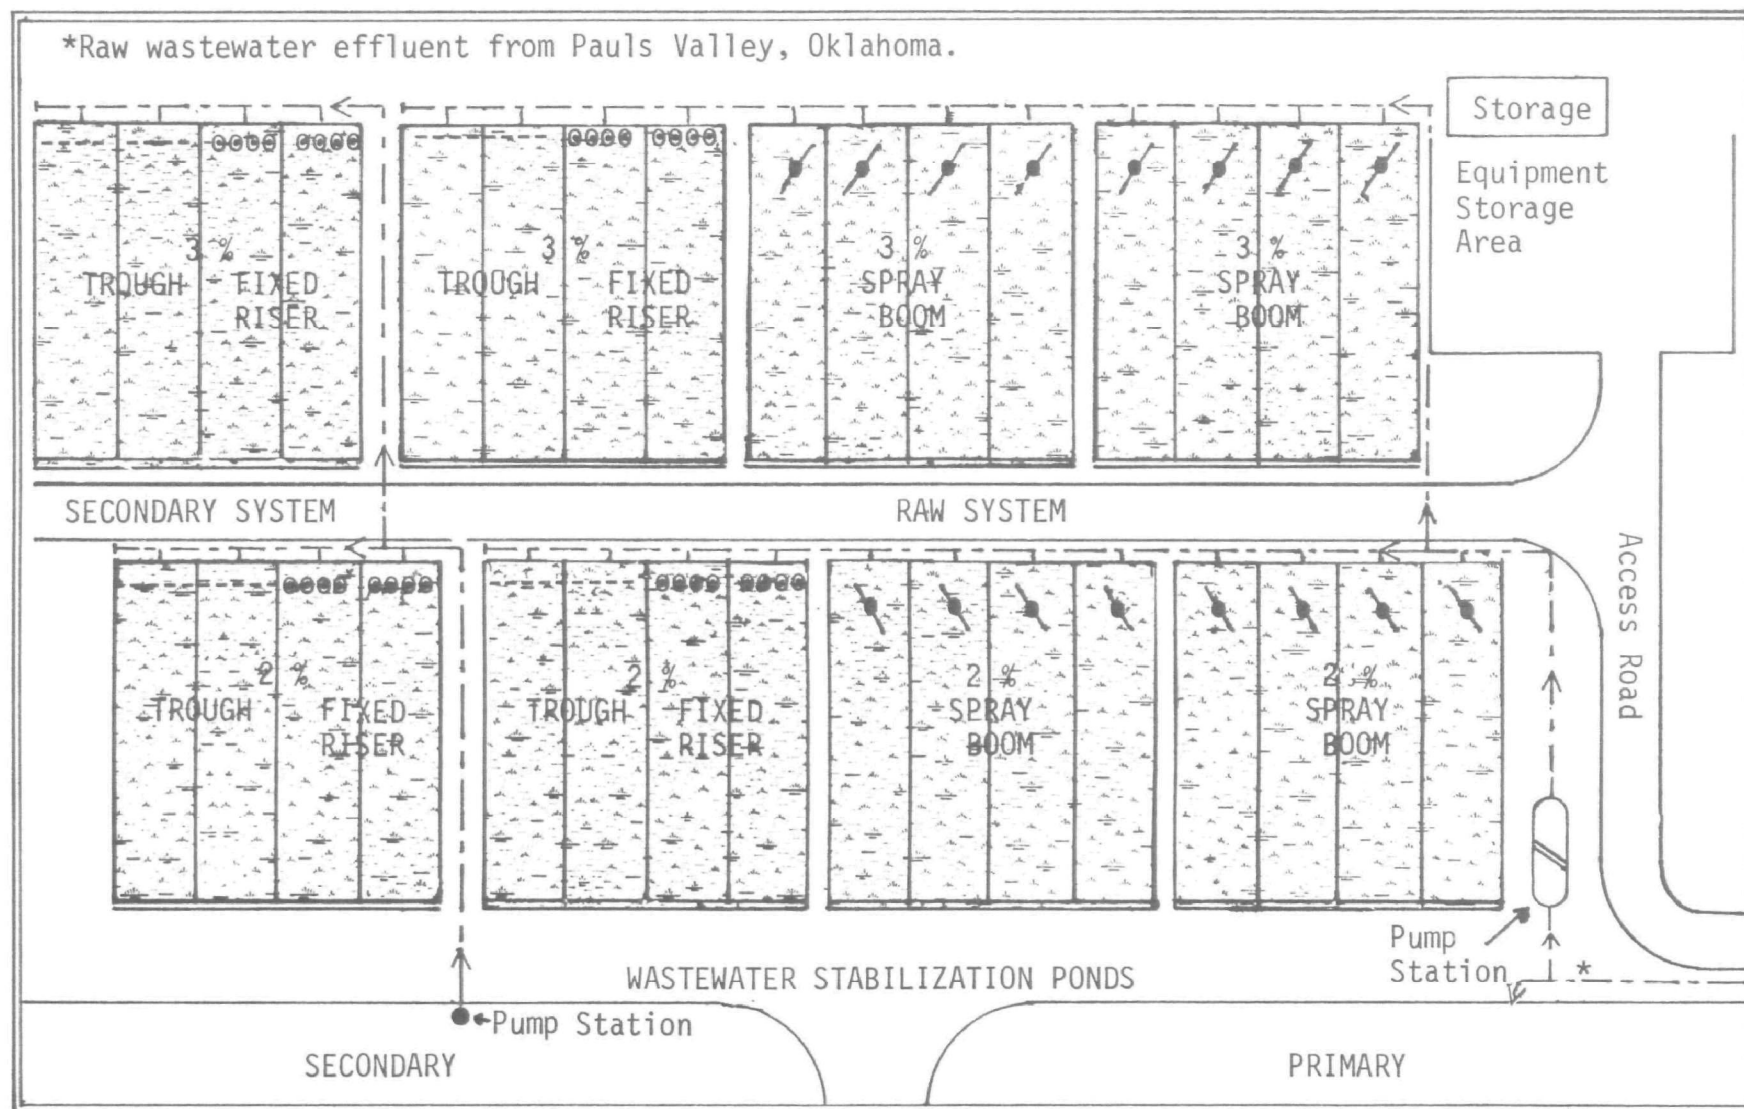 *Raw wastewater effluent from Pauls Valley, Oklahoma.
Storage
Equipment
Storage
Area
3 %
TROUGH
FIXED
RISER
3 %
TROUGH
FIXED
RISER
3 %
SPRAY
BOOM
3 %
SPRAY
BOOM
SECONDARY SYSTEM
RAW SYSTEM
Access Road
2 %
TROUGH
FIXED
RISER
2 %
TROUGH
FIXED
RISER
2 %
SPRAY
BOOM
2 %
SPRAY
BOOM
Pump
Station
*
WASTEWATER STABILIZATION PONDS
Pump Station
SECONDARY
PRIMARY